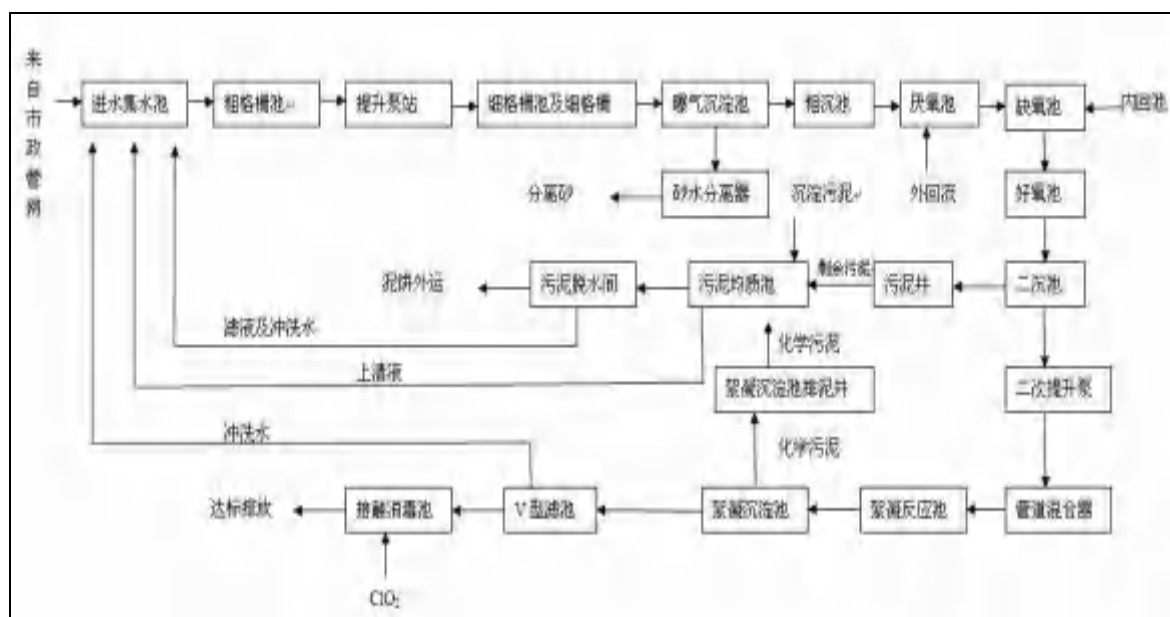 来自市政管网
进水集水池
粗格栅池
提升泵站
细格栅池及细格栅
曝气沉淀池
粗沉池
厌氧池
缺氧池
内回池
分离砂
砂水分离器
沉淀污泥
外回液
好氧池
泥饼外运
污泥脱水间
污泥均质池
剩余污泥
污泥井
二沉池
滤液及冲洗水
化学污泥
上清液
絮凝沉淀池排泥井
二次提升泵
冲洗水
化学污泥
达标排放
接触消毒池
V型滤池
絮凝沉淀池
絮凝反应池
管道混合器
ClO₂